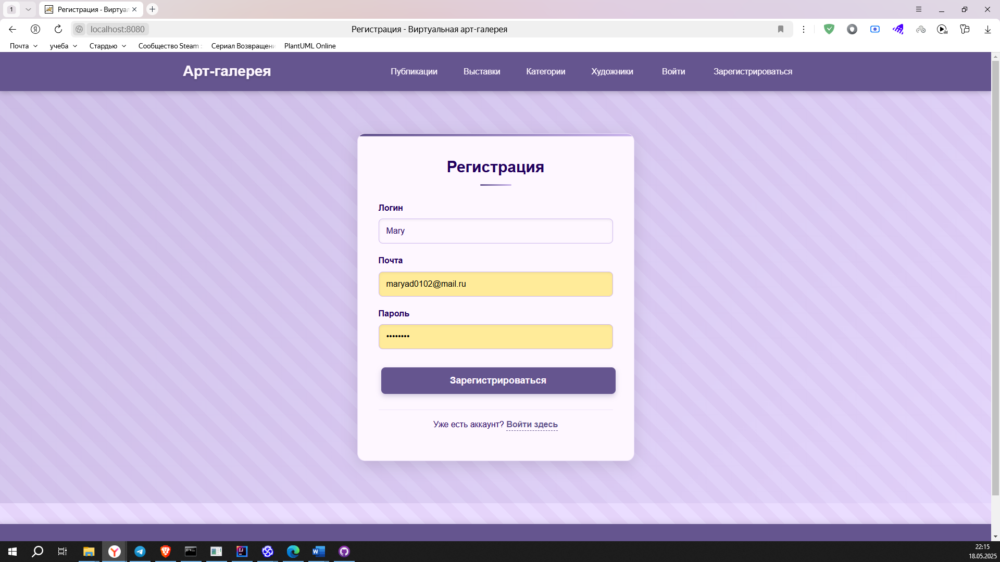 1
Регистрация - Виртуал
localhost:8080
Регистрация - Виртуальная арт-галерея
Почта
учеба
Стардью
Сообщество Steam
Сериал Возвращени
PlantUML Online
Арт-галерея
Публикации
Выставки
Категории
Художники
Войти
Зарегистрироваться
Регистрация
Логин
Mary
Почта
maryad0102@mail.ru
Пароль
••••••••
Зарегистрироваться
Уже есть аккаунт? Войти здесь
22:15
18.05.2025